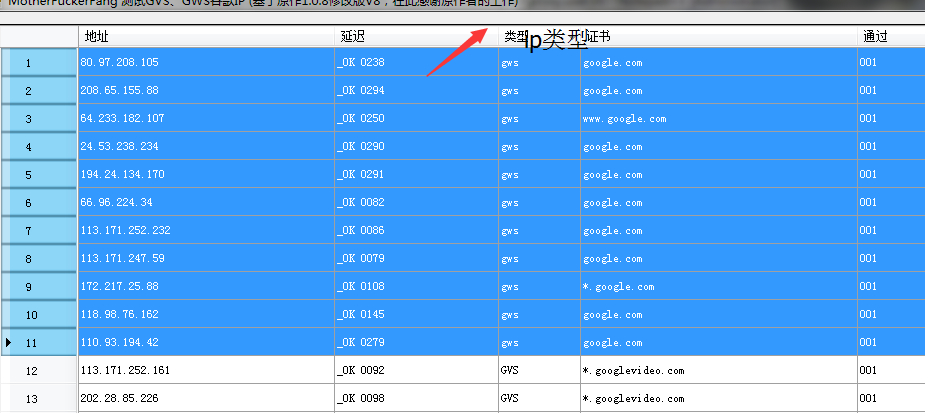 MotherFuckerFang 测试GVS、GWS谷歌IP (基于原作1.0.8修改版V8，在此感谢原作者的工作)
地址 延迟 类型 ip类型 证书 通过
1 80.97.208.105 _OK 0238 gws google.com 001
2 208.65.155.88 _OK 0294 gws google.com 001
3 64.233.182.107 _OK 0250 gws www.google.com 001
4 24.53.238.234 _OK 0290 gws google.com 001
5 194.24.134.170 _OK 0291 gws google.com 001
6 66.96.224.34 _OK 0082 gws google.com 001
7 113.171.252.232 _OK 0086 gws google.com 001
8 113.171.247.59 _OK 0079 gws google.com 001
9 172.217.25.88 _OK 0108 gws *.google.com 001
10 118.98.76.162 _OK 0145 gws google.com 001
11 110.93.194.42 _OK 0279 gws google.com 001
12 113.171.252.161 _OK 0092 GVS *.googlevideo.com 001
13 202.28.85.226 _OK 0098 GVS *.googlevideo.com 001